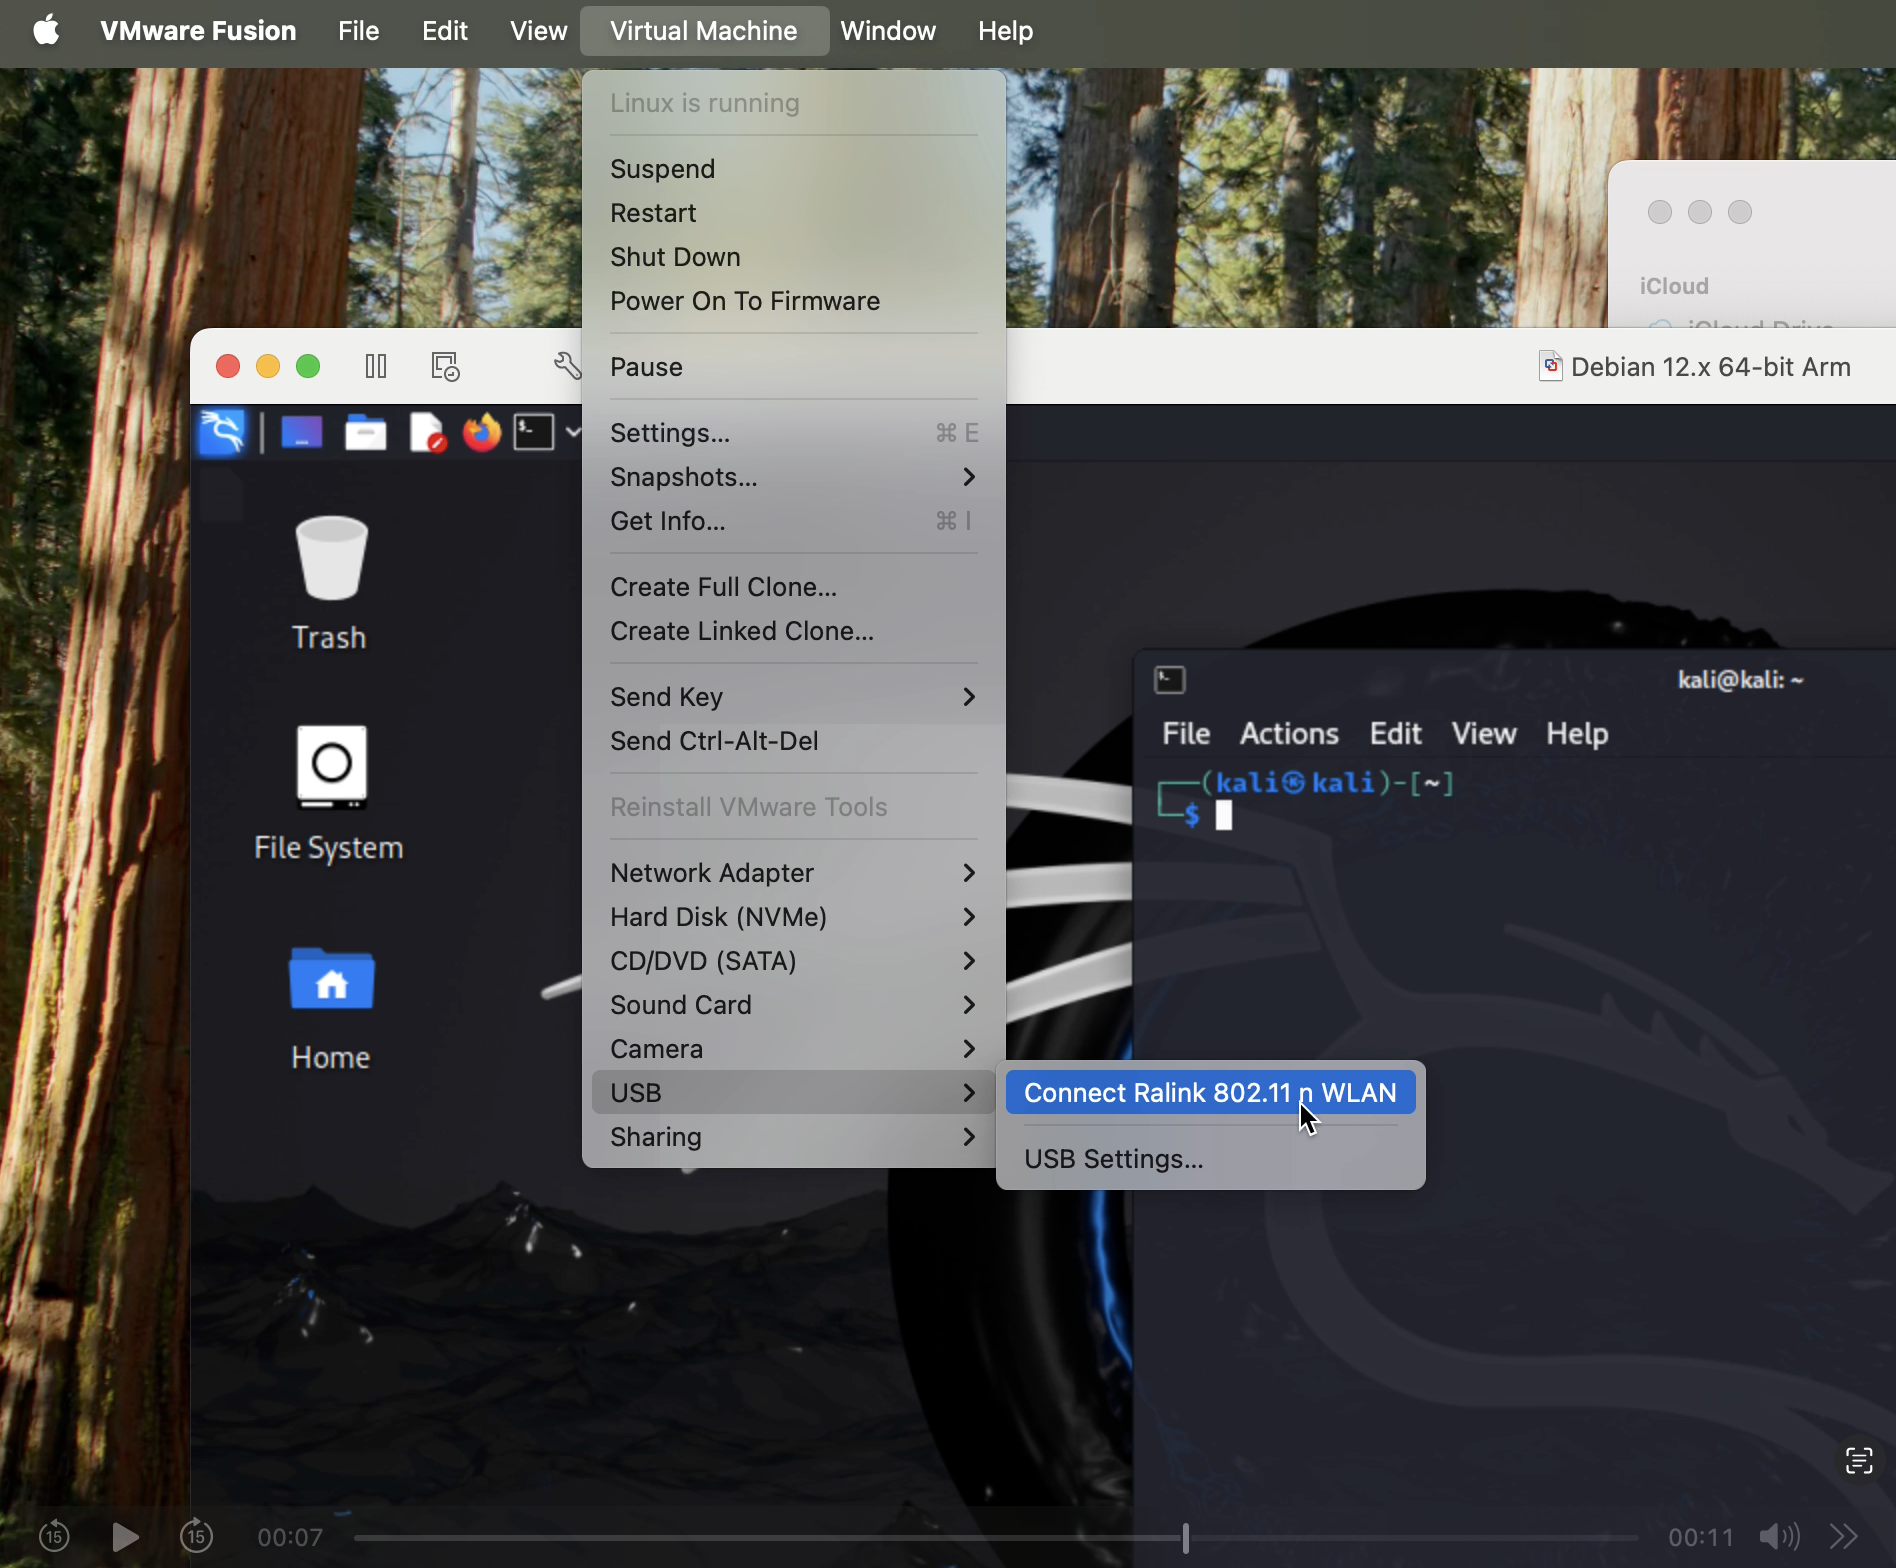 VMware Fusion File Edit View Virtual Machine Window Help
Linux is running
Suspend
Restart
Shut Down
Power On To Firmware
Pause
Settings... ⌘ E
Snapshots...
Get Info... ⌘ I
Create Full Clone...
Create Linked Clone...
Send Key
Send Ctrl-Alt-Del
Reinstall VMware Tools
Network Adapter
Hard Disk (NVMe)
CD/DVD (SATA)
Sound Card
Camera
USB
Sharing
Connect Ralink 802.11 n WLAN
USB Settings...
iCloud
iCloud Drive
Debian 12.x 64-bit Arm
Trash
File System
Home
kali@kali: ~
File Actions Edit View Help
(kali㉿kali)-[~]
$
15 15 00:07 00:11